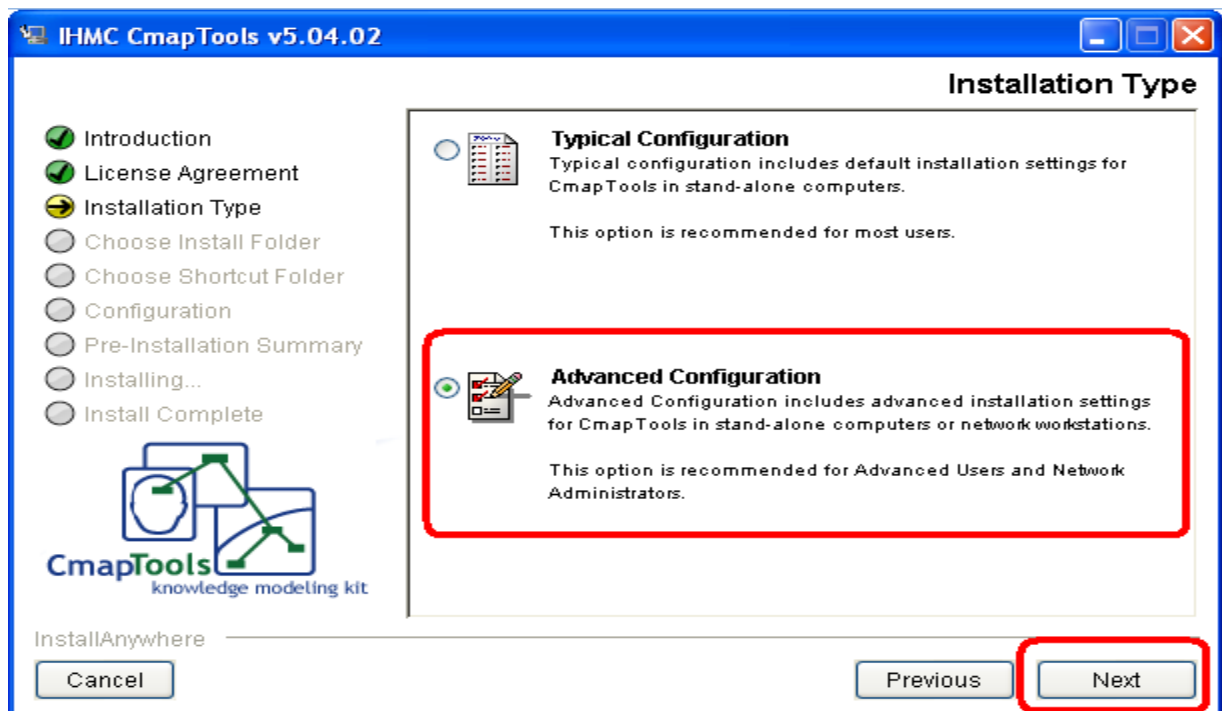 IHMC CmapTools v5.04.02
Installation Type
Introduction
License Agreement
Installation Type
Choose Install Folder
Choose Shortcut Folder
Configuration
Pre-Installation Summary
Installing...
Install Complete
CmapTools
knowledge modeling kit
Typical Configuration
Typical configuration includes default installation settings for
CmapTools in stand-alone computers.
This option is recommended for most users.
Advanced Configuration
Advanced Configuration includes advanced installation settings
for CmapTools in stand-alone computers or network workstations.
This option is recommended for Advanced Users and Network
Administrators.
InstallAnywhere
Cancel
Previous
Next